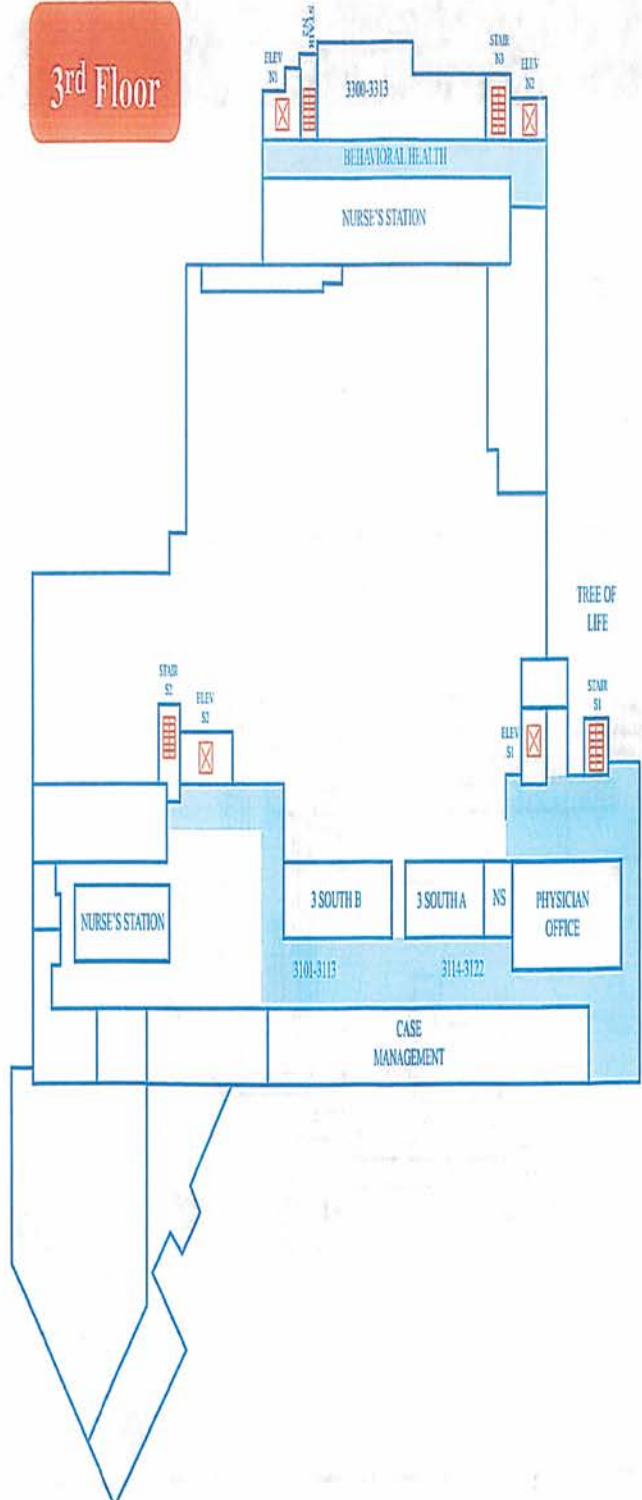 3rd Floor
ELEV
N1
STAIR
N3
ELEV
N2
3300-3313
BEHAVIORAL HEALTH
NURSE'S STATION
TREE OF
LIFE
STAIR
S2
ELEV
S2
ELEV
S1
STAIR
S1
NURSE'S STATION
3 SOUTH B
3 SOUTH A
NS
PHYSICIAN
OFFICE
3101-3113
3114-3122
CASE
MANAGEMENT